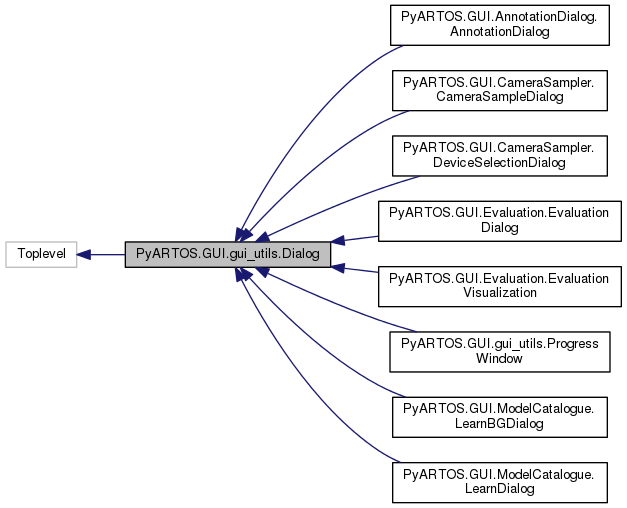 PyARTOS.GUI.AnnotationDialog.
AnnotationDialog
PyARTOS.GUI.CameraSampler.
CameraSampleDialog
PyARTOS.GUI.CameraSampler.
DeviceSelectionDialog
PyARTOS.GUI.Evaluation.Evaluation
Dialog
Toplevel
PyARTOS.GUI.gui_utils.Dialog
PyARTOS.GUI.Evaluation.Evaluation
Visualization
PyARTOS.GUI.gui_utils.Progress
Window
PyARTOS.GUI.ModelCatalogue.
LearnBGDialog
PyARTOS.GUI.ModelCatalogue.
LearnDialog